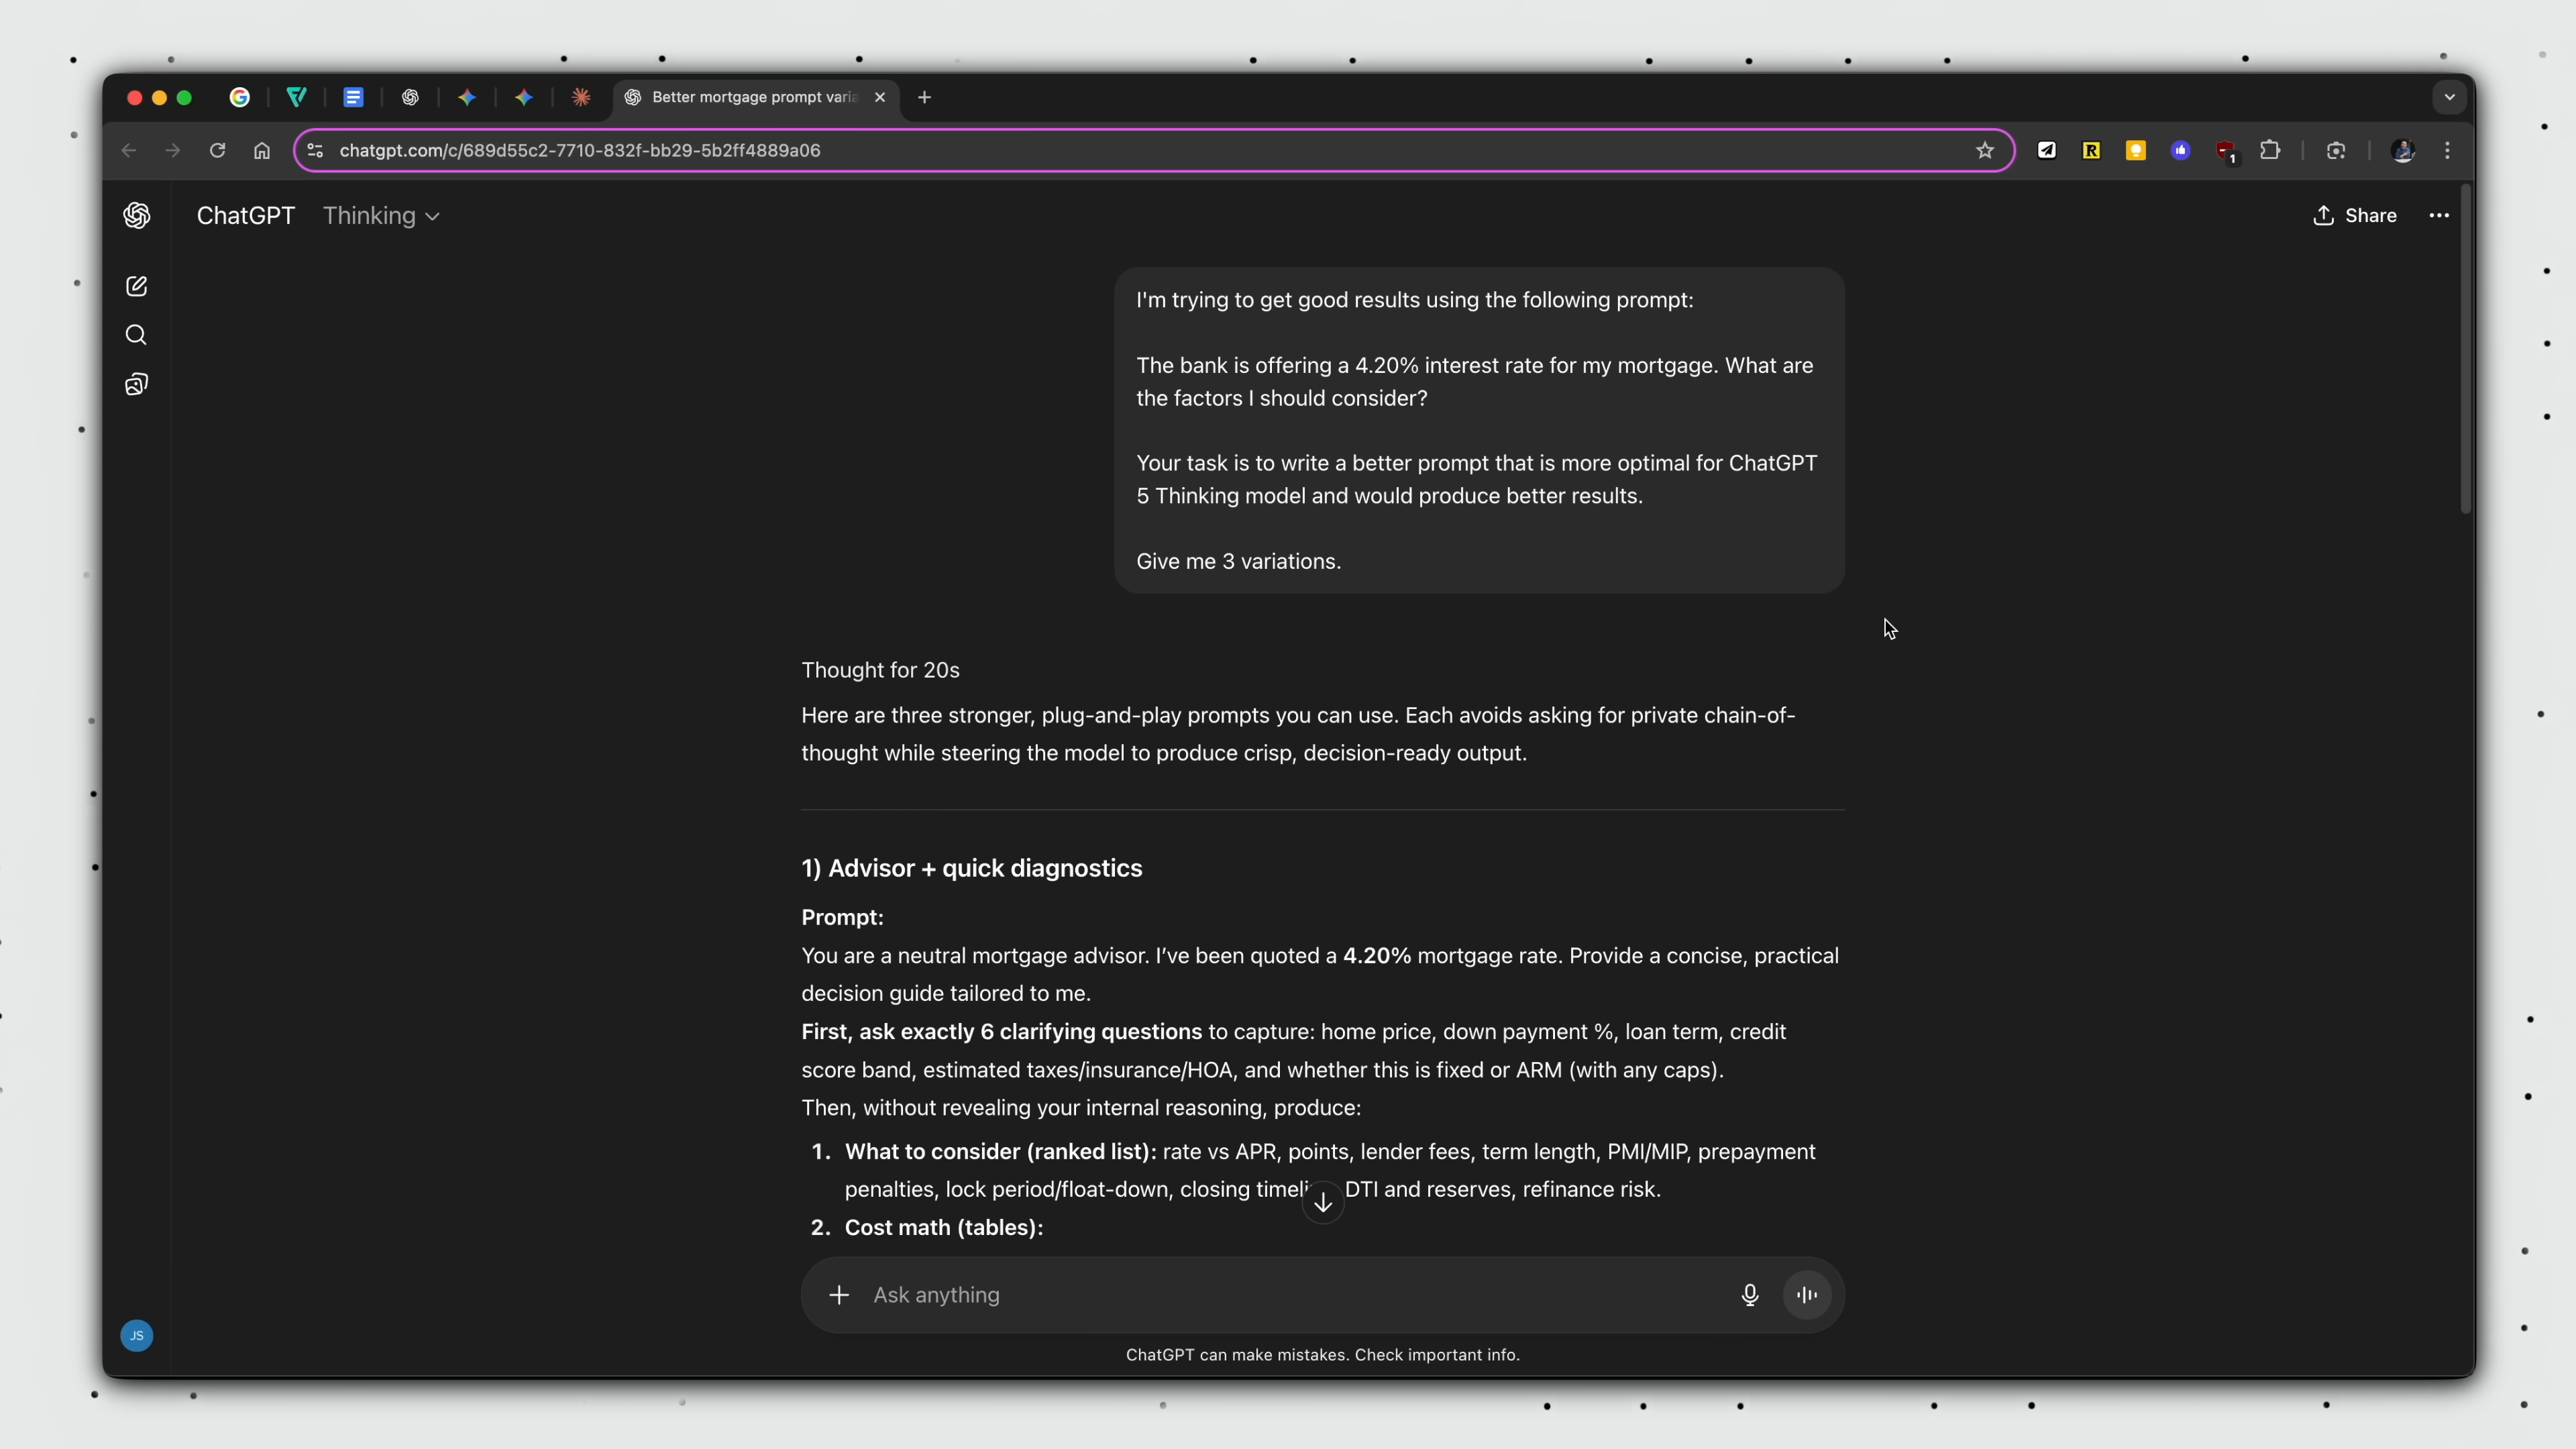 Better mortgage prompt varia
chatgpt.com/c/689d55c2-7710-832f-bb29-5b2ff4889a06
R
1
ChatGPT Thinking
Share
I'm trying to get good results using the following prompt:
The bank is offering a 4.20% interest rate for my mortgage. What are
the factors I should consider?
Your task is to write a better prompt that is more optimal for ChatGPT
5 Thinking model and would produce better results.
Give me 3 variations.
Thought for 20s
Here are three stronger, plug-and-play prompts you can use. Each avoids asking for private chain-of-
thought while steering the model to produce crisp, decision-ready output.
1) Advisor + quick diagnostics
Prompt:
You are a neutral mortgage advisor. I’ve been quoted a 4.20% mortgage rate. Provide a concise, practical
decision guide tailored to me.
First, ask exactly 6 clarifying questions to capture: home price, down payment %, loan term, credit
score band, estimated taxes/insurance/HOA, and whether this is fixed or ARM (with any caps).
Then, without revealing your internal reasoning, produce:
1. What to consider (ranked list): rate vs APR, points, lender fees, term length, PMI/MIP, prepayment
penalties, lock period/float-down, closing DTI and reserves, refinance risk.
2. Cost math (tables):
Ask anything
JS
ChatGPT can make mistakes. Check important info.